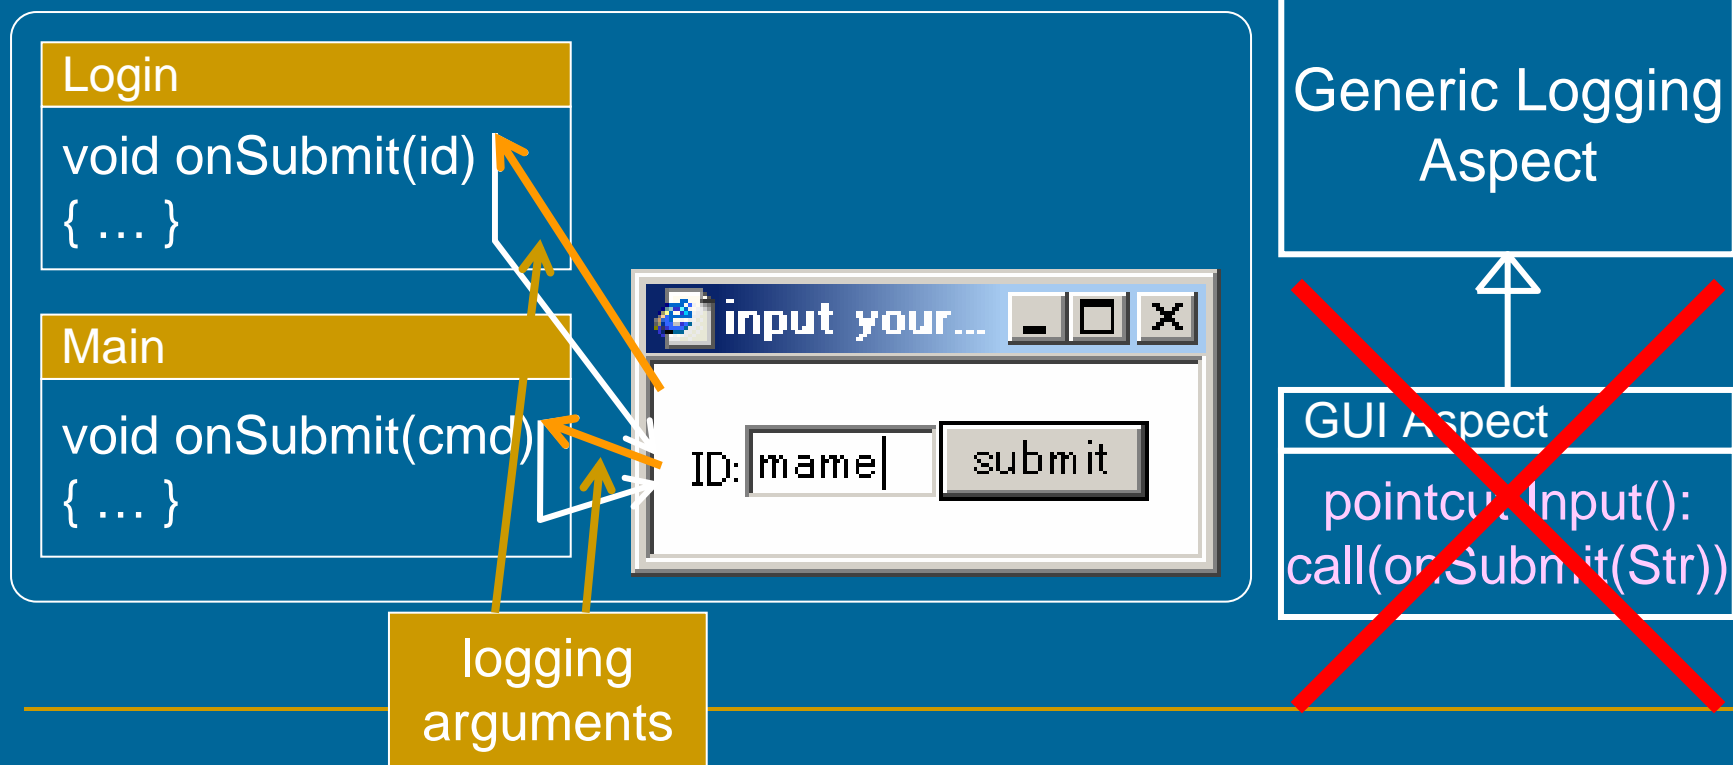 Login
void onSubmit(id)
{ … }
Main
void onSubmit(cmd)
{ … }
input your...
ID: mame submit
logging
arguments
Generic Logging
Aspect
GUI Aspect
pointcut Input():
call(onSubmit(Str))